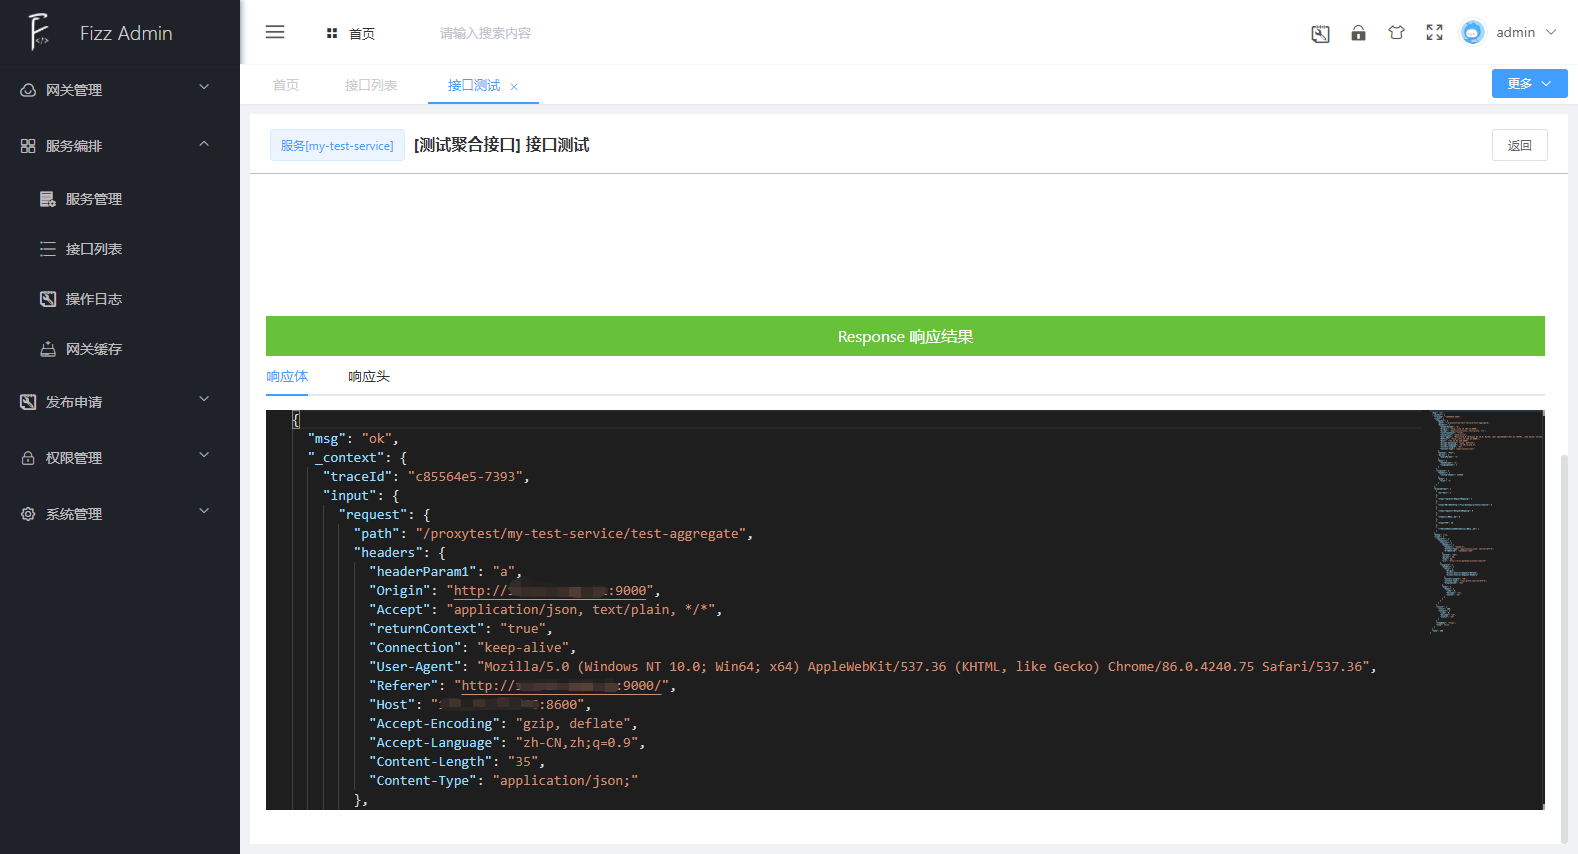 Fizz Admin
首页
请输入搜索内容
admin
网关管理
服务编排
服务管理
接口列表
操作日志
网关缓存
发布申请
权限管理
系统管理
首页
接口列表
接口测试
更多
服务[my-test-service]
[测试聚合接口] 接口测试
返回
Response 响应结果
响应体
响应头
{
"msg": "ok",
"_context": {
"traceId": "c85564e5-7393",
"input": {
"request": {
"path": "/proxytest/my-test-service/test-aggregate",
"headers": {
"headerParam1": "a",
"Origin": "http:// :9000",
"Accept": "application/json, text/plain, */*",
"returnContext": "true",
"Connection": "keep-alive",
"User-Agent": "Mozilla/5.0 (Windows NT 10.0; Win64; x64) AppleWebKit/537.36 (KHTML, like Gecko) Chrome/86.0.4240.75 Safari/537.36",
"Referer": "http:// :9000/",
"Host": " :8600",
"Accept-Encoding": "gzip, deflate",
"Accept-Language": "zh-CN,zh;q=0.9",
"Content-Length": "35",
"Content-Type": "application/json;"
},